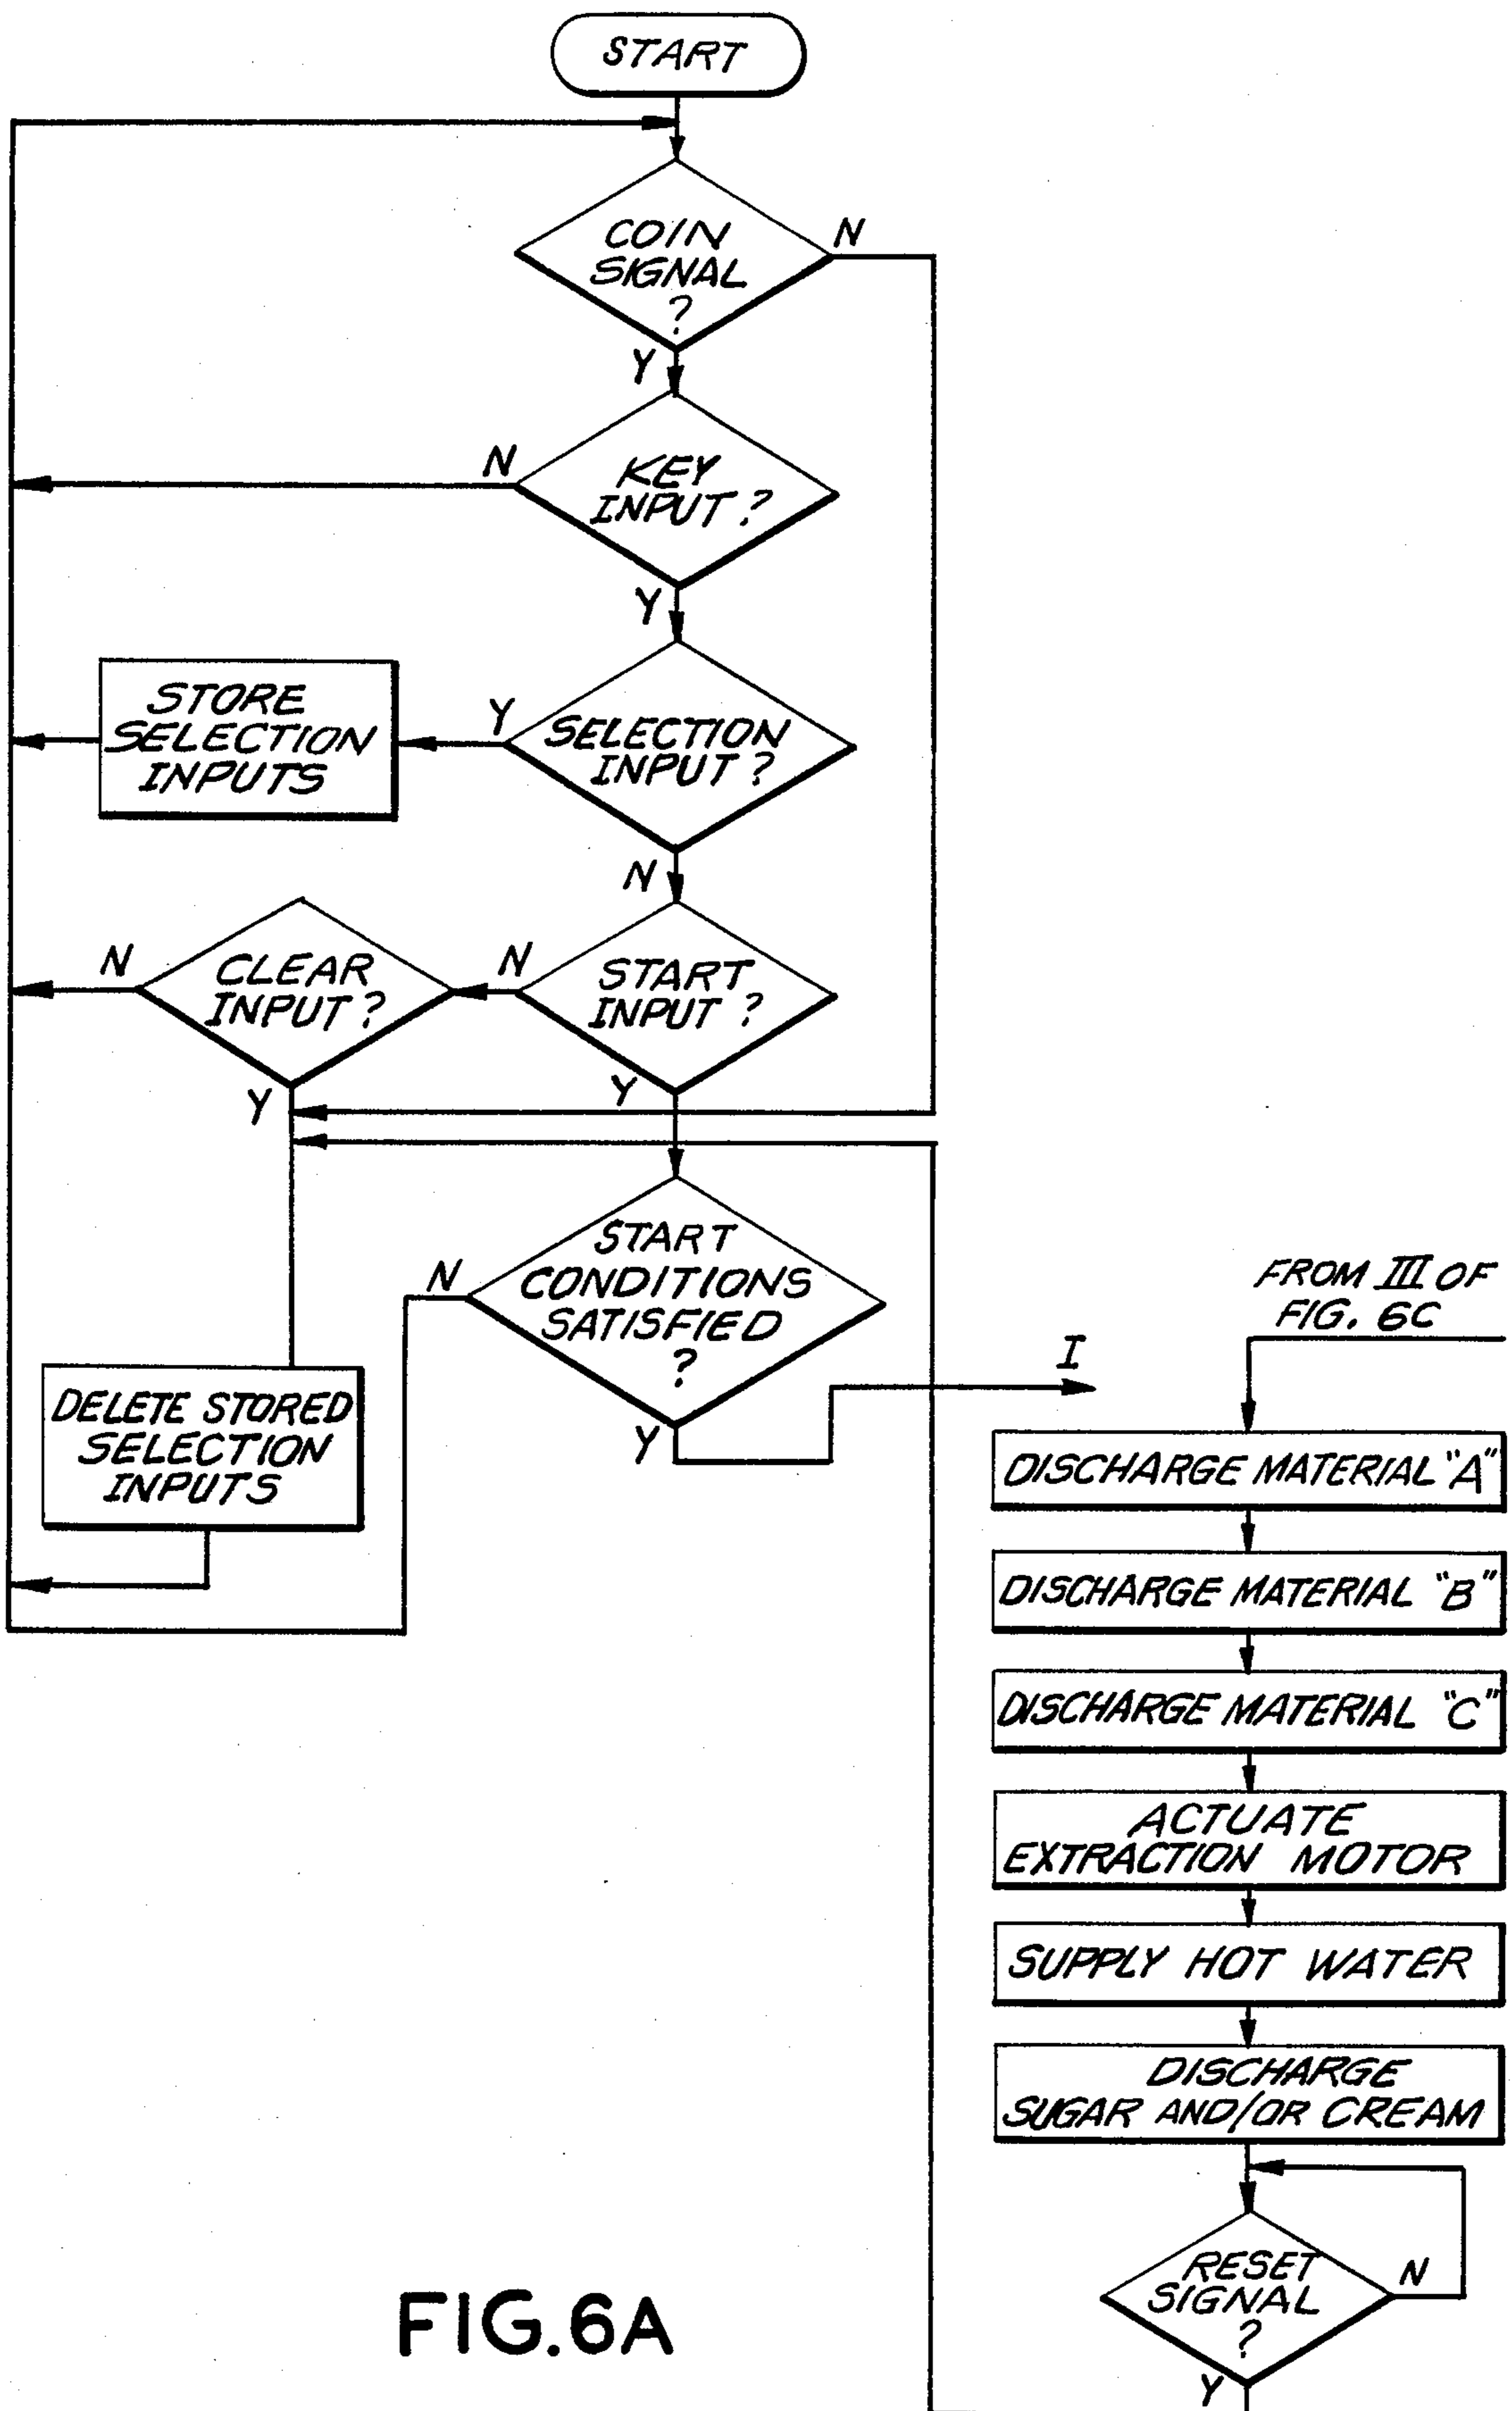 START
COIN
SIGNAL
?
N
Y
KEY
INPUT?
N
Y
SELECTION
INPUT?
Y
STORE
SELECTION
INPUTS
N
START
INPUT?
N
CLEAR
INPUT?
N
Y
Y
START
CONDITIONS
SATISFIED
?
N
Y
I
DELETE STORED
SELECTION
INPUTS
FROM III OF
FIG. 6C
DISCHARGE MATERIAL "A"
DISCHARGE MATERIAL "B"
DISCHARGE MATERIAL "C"
ACTUATE
EXTRACTION MOTOR
SUPPLY HOT WATER
DISCHARGE
SUGAR AND/OR CREAM
RESET
SIGNAL
?
N
Y
FIG.6A